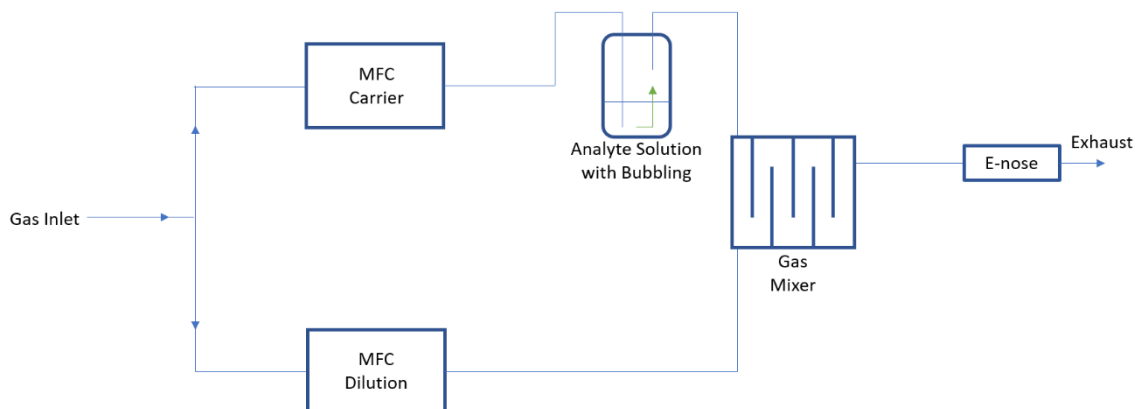 MFC
Carrier
Analyte Solution
with Bubbling
Exhaust
E-nose
Gas Inlet
Gas
Mixer
MFC
Dilution